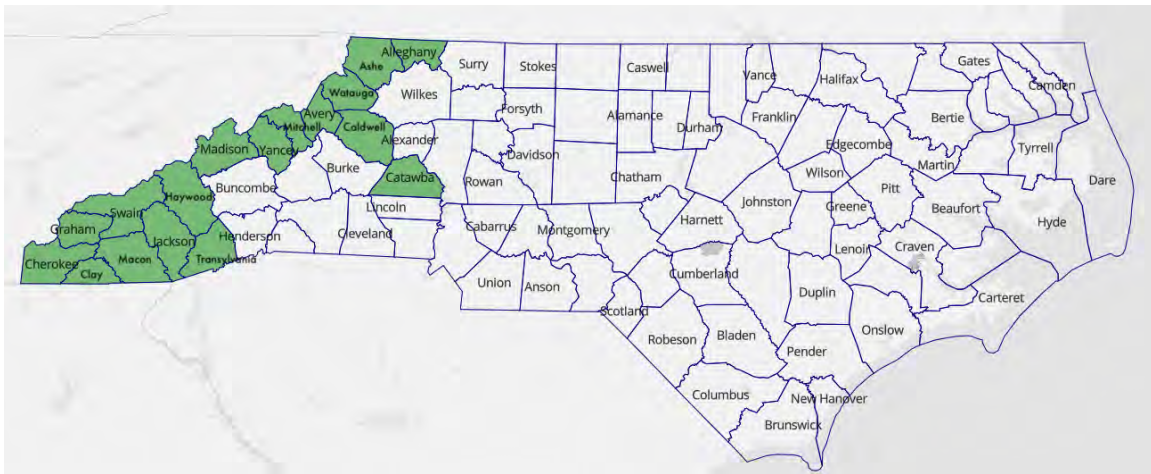 Alleghany
Ashe
Surry
Stokes
Caswell
Vance
Halifax
Gates
Camden
Watauga
Wilkes
Avery
Mitchell
Caldwell
Forsyth
Alamance
Durham
Franklin
Bertie
Madison
Yancey
Alexander
Burke
Davidson
Edgecombe
Martin
Tyrrell
Haywood
Buncombe
Catawba
Rowan
Chatham
Wilson
Pitt
Dare
Swain
Lincoln
Johnston
Greene
Beaufort
Hyde
Graham
Jackson
Henderson
Cleveland
Cabarrus
Montgomery
Harnett
Lenoir
Craven
Cherokee
Macon
Clay
Transylvania
Union
Anson
Cumberland
Duplin
Carteret
Scotland
Robeson
Bladen
Onslow
Pender
Columbus
New Hanover
Brunswick